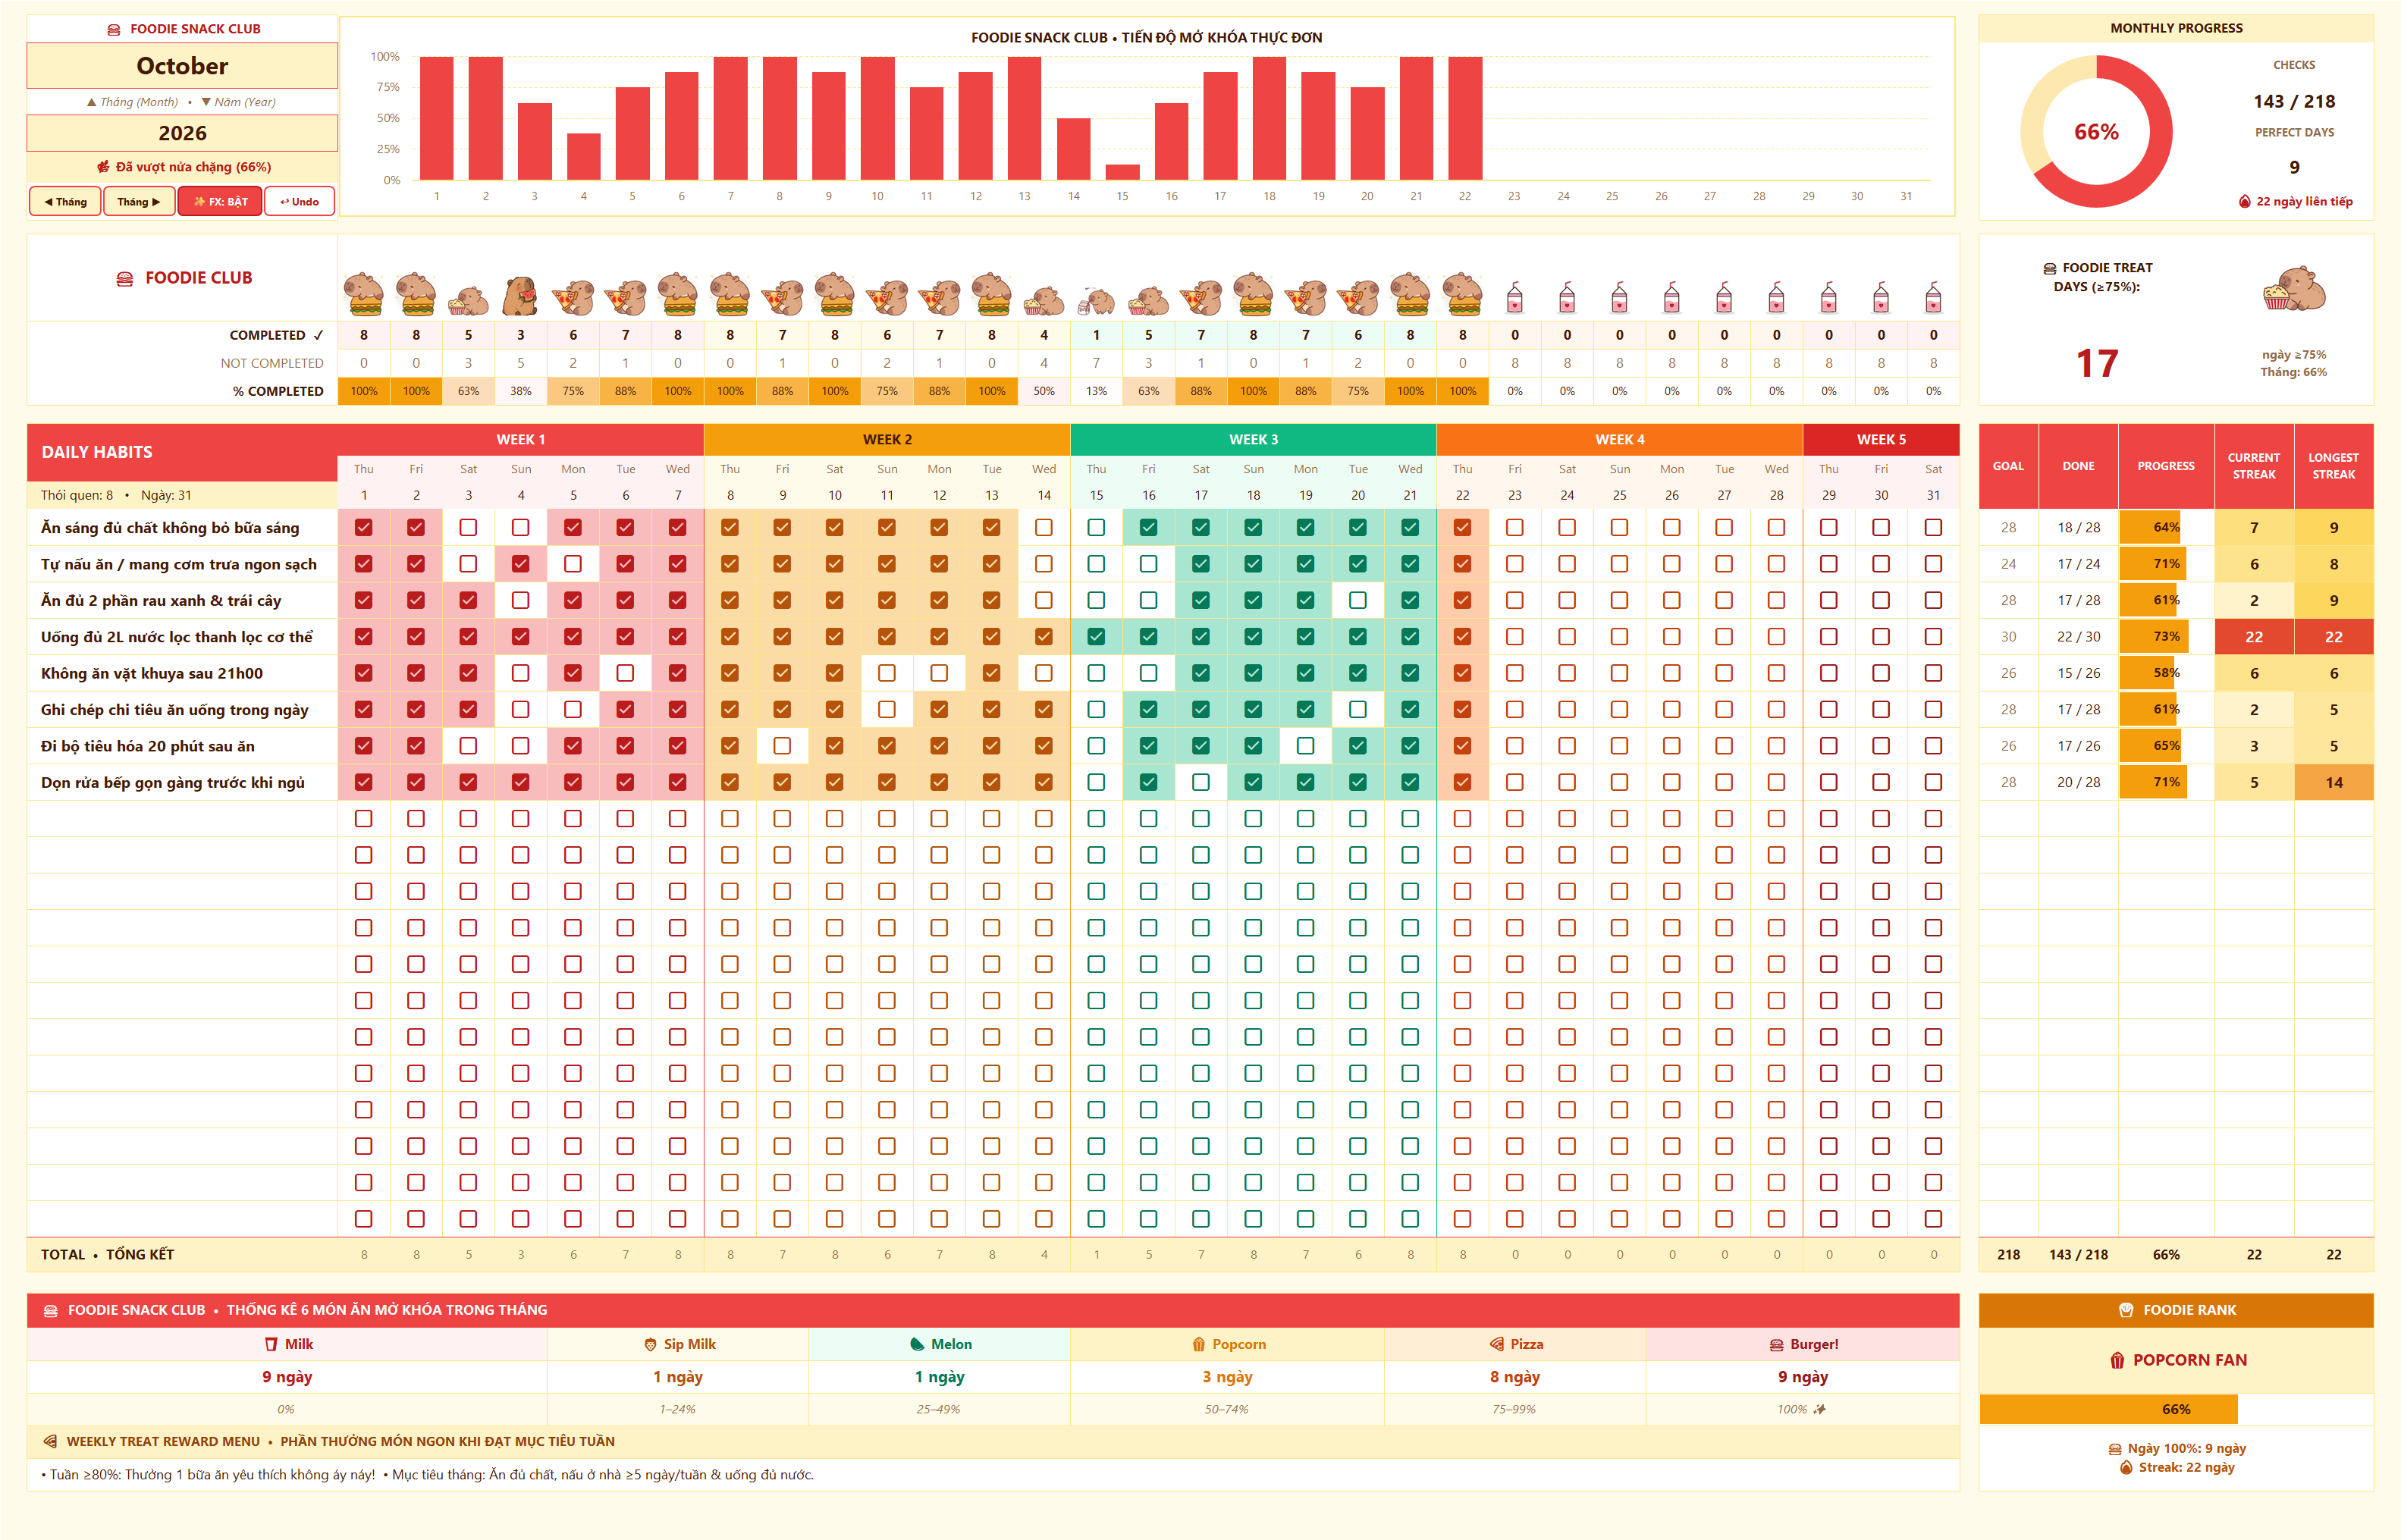 FOODIE SNACK CLUB
October
▲ Tháng (Month) • ▼ Năm (Year)
2026
Đã vượt nửa chặng (66%)
◀ Tháng Tháng ▶ FX: BẬT ↩ Undo
FOODIE SNACK CLUB • TIẾN ĐỘ MỞ KHÓA THỰC ĐƠN
100%
75%
50%
25%
0%
1 2 3 4 5 6 7 8 9 10 11 12 13 14 15 16 17 18 19 20 21 22 23 24 25 26 27 28 29 30 31
MONTHLY PROGRESS
66%
CHECKS
143 / 218
PERFECT DAYS
9
22 ngày liên tiếp
FOODIE CLUB
COMPLETED ✓ 8 8 5 3 6 7 8 8 7 8 6 7 8 4 1 5 7 8 7 6 8 8 0 0 0 0 0 0 0 0 0
NOT COMPLETED 0 0 3 5 2 1 0 0 1 0 2 1 0 4 7 3 1 0 1 2 0 0 8 8 8 8 8 8 8 8 8
% COMPLETED 100% 100% 63% 38% 75% 88% 100% 100% 88% 100% 75% 88% 100% 50% 13% 63% 88% 100% 88% 75% 100% 100% 0% 0% 0% 0% 0% 0% 0% 0% 0%
FOODIE TREAT
DAYS (≥75%):
17
ngày ≥75%
Tháng: 66%
DAILY HABITS WEEK 1 WEEK 2 WEEK 3 WEEK 4 WEEK 5
Thu Fri Sat Sun Mon Tue Wed Thu Fri Sat Sun Mon Tue Wed Thu Fri Sat Sun Mon Tue Wed Thu Fri Sat Sun Mon Tue Wed Thu Fri Sat
Thói quen: 8 • Ngày: 31 1 2 3 4 5 6 7 8 9 10 11 12 13 14 15 16 17 18 19 20 21 22 23 24 25 26 27 28 29 30 31
GOAL DONE PROGRESS CURRENT STREAK LONGEST STREAK
Ăn sáng đủ chất không bỏ bữa sáng 28 18 / 28 64% 7 9
Tự nấu ăn / mang cơm trưa ngon sạch 24 17 / 24 71% 6 8
Ăn đủ 2 phần rau xanh & trái cây 28 17 / 28 61% 2 9
Uống đủ 2L nước lọc thanh lọc cơ thể 30 22 / 30 73% 22 22
Không ăn vặt khuya sau 21h00 26 15 / 26 58% 6 6
Ghi chép chi tiêu ăn uống trong ngày 28 17 / 28 61% 2 5
Đi bộ tiêu hóa 20 phút sau ăn 26 17 / 26 65% 3 5
Dọn rửa bếp gọn gàng trước khi ngủ 28 20 / 28 71% 5 14
TOTAL • TỔNG KẾT 8 8 5 3 6 7 8 8 7 8 6 7 8 4 1 5 7 8 7 6 8 8 0 0 0 0 0 0 0 0 0 218 143 / 218 66% 22 22
FOODIE SNACK CLUB • THỐNG KÊ 6 MÓN ĂN MỞ KHÓA TRONG THÁNG
Milk Sip Milk Melon Popcorn Pizza Burger!
9 ngày 1 ngày 1 ngày 3 ngày 8 ngày 9 ngày
0% 1–24% 25–49% 50–74% 75–99% 100%
WEEKLY TREAT REWARD MENU • PHẦN THƯỞNG MÓN NGON KHI ĐẠT MỤC TIÊU TUẦN
• Tuần ≥80%: Thưởng 1 bữa ăn yêu thích không áy náy! • Mục tiêu tháng: Ăn đủ chất, nấu ở nhà ≥5 ngày/tuần & uống đủ nước.
FOODIE RANK
POPCORN FAN
66%
Ngày 100%: 9 ngày
Streak: 22 ngày